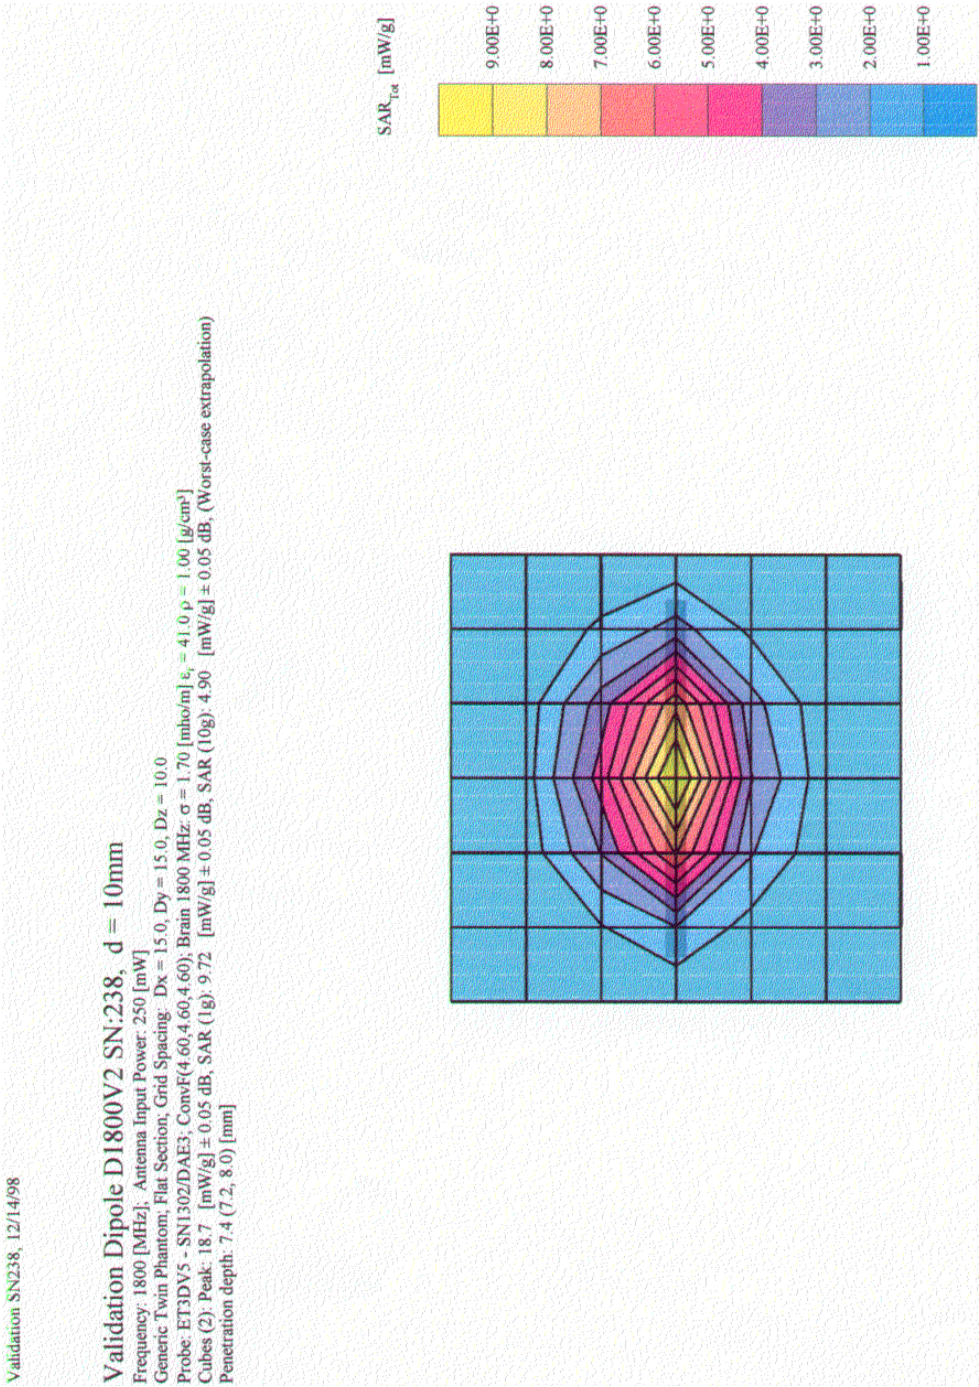 Validation SN238, 12/14/98
Validation Dipole D1800V2 SN:238, d = 10mm
Frequency: 1800 [MHz]; Antenna Input Power: 250 [mW]
Generic Twin Phantom; Flat Section; Grid Spacing: Dx = 15.0, Dy = 15.0, Dz = 10.0
Probe: ET3DV5 - SN1302/DAE3; ConvF(4.60,4.60,4.60); Brain 1800 MHz: σ = 1.70 [mho/m] εr = 41.0 ρ = 1.00 [g/cm³]
Cubes (2): Peak: 18.7 [mW/g] ± 0.05 dB, SAR (1g): 9.72 [mW/g] ± 0.05 dB, SAR (10g): 4.90 [mW/g] ± 0.05 dB, (Worst-case extrapolation)
Penetration depth: 7.4 (7.2, 8.0) [mm]
SAR Tot [mW/g]
9.00E+0
8.00E+0
7.00E+0
6.00E+0
5.00E+0
4.00E+0
3.00E+0
2.00E+0
1.00E+0